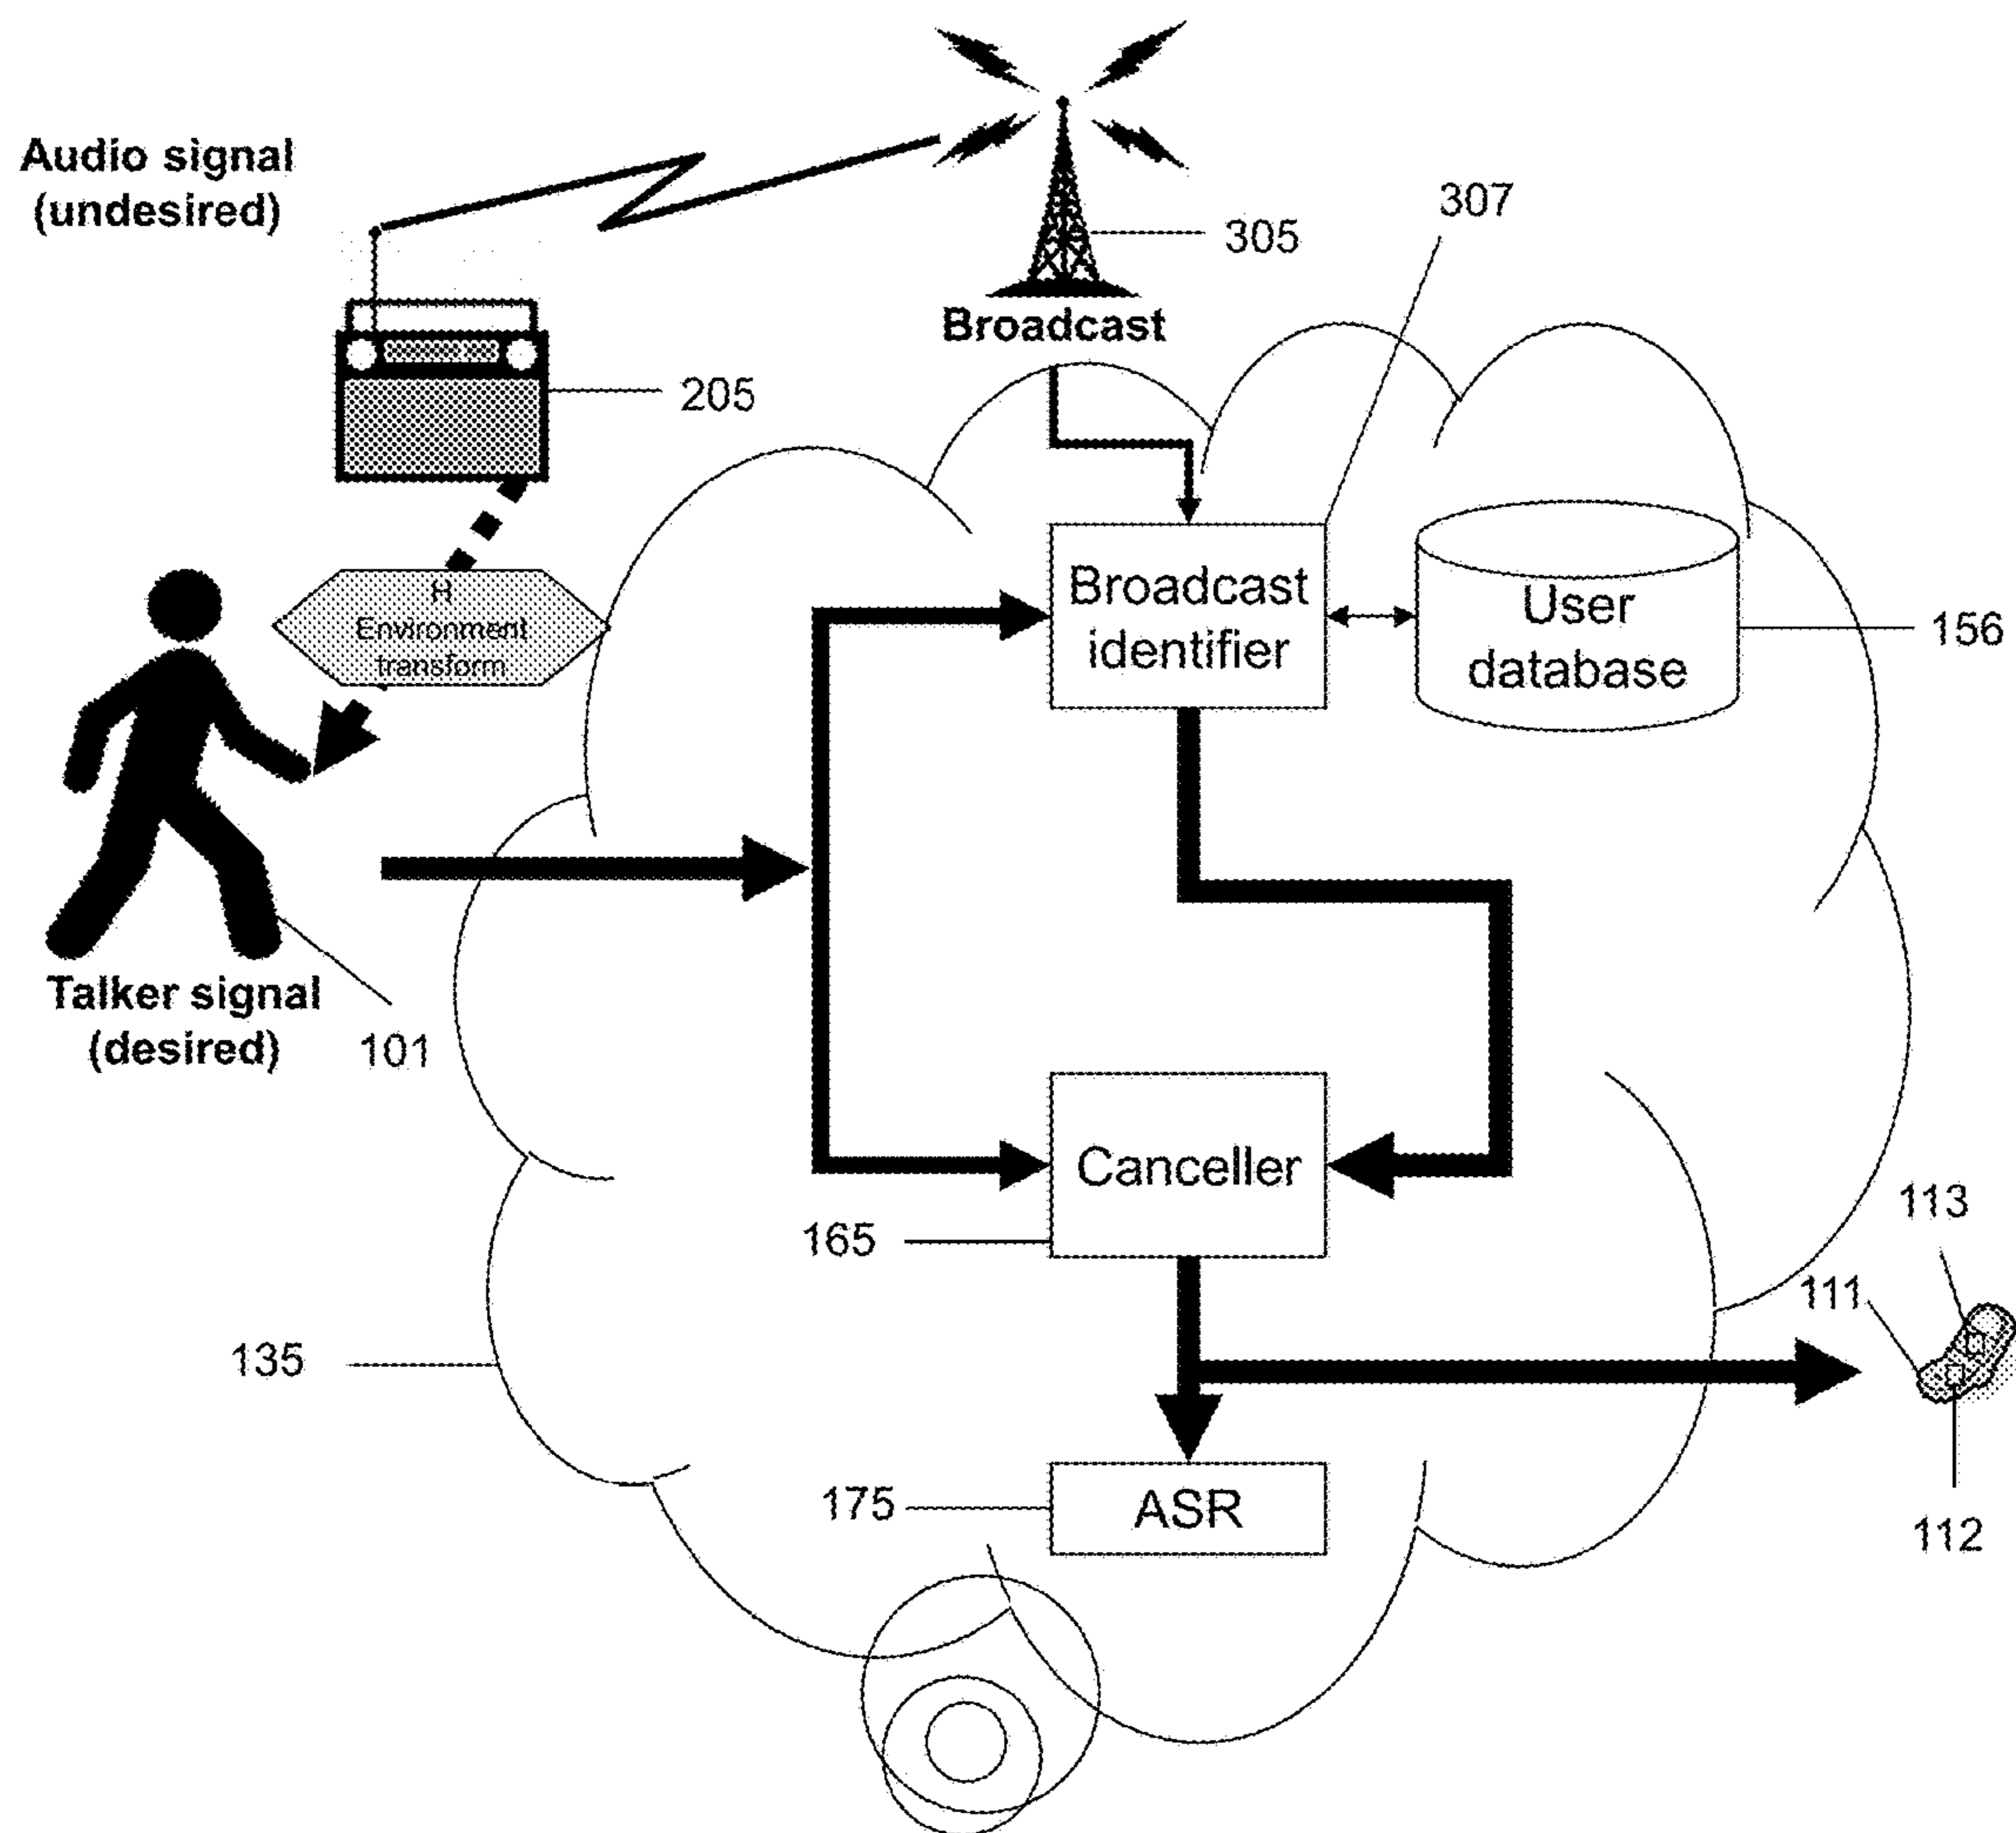 Audio signal
(undesired)
307
305
Broadcast
205
H
Environment
transform
Broadcast
identifier
User
database
156
Talker signal
(desired)
101
Canceller
165
113
111
135
175
ASR
112